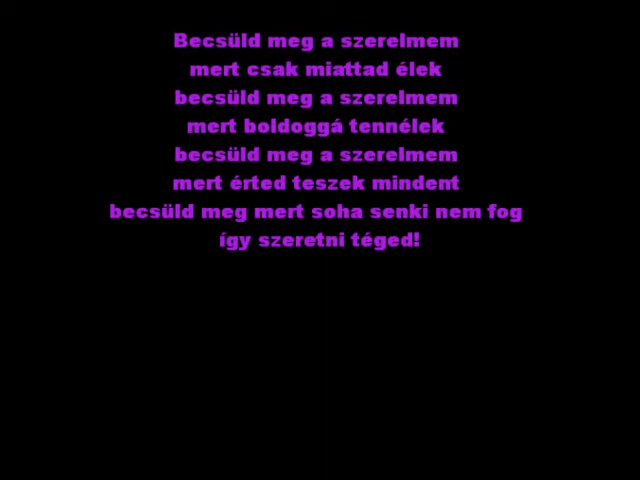 Becsüld meg a szerelmem
mert csak miattad élek
becsüld meg a szerelmem
mert boldoggá tennélek
becsüld meg a szerelmem
mert érted teszek mindent
becsüld meg mert soha senki nem fog
így szeretni téged!